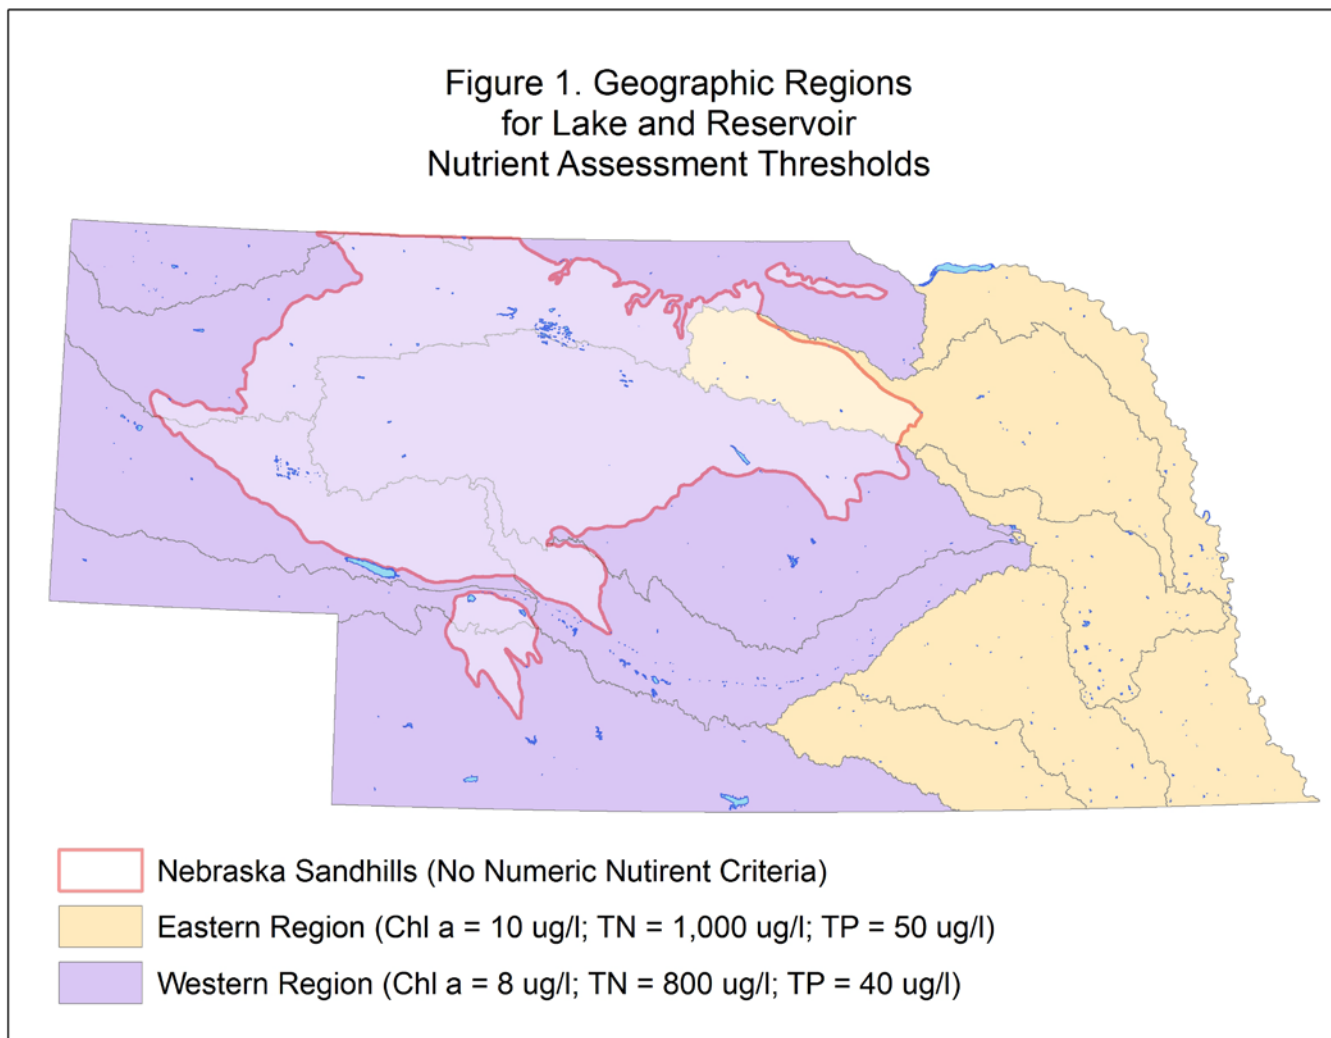 Figure 1. Geographic Regions
for Lake and Reservoir
Nutrient Assessment Thresholds
Nebraska Sandhills (No Numeric Nutirent Criteria)
Eastern Region (Chl a = 10 ug/l; TN = 1,000 ug/l; TP = 50 ug/l)
Western Region (Chl a = 8 ug/l; TN = 800 ug/l; TP = 40 ug/l)